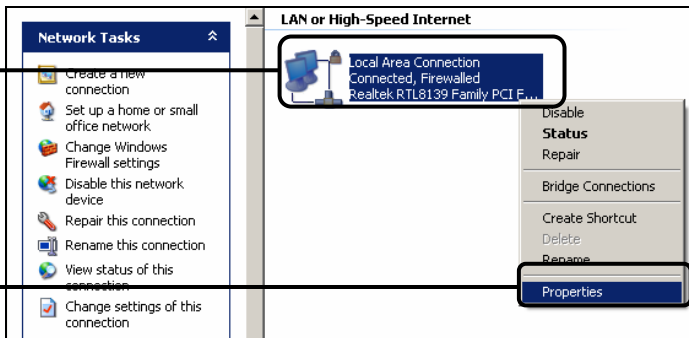 Network Tasks
Create a new
connection
Set up a home or small
office network
Change Windows
Firewall settings
Disable this network
device
Repair this connection
Rename this connection
View status of this
connection
Change settings of this
connection
LAN or High-Speed Internet
Local Area Connection
Connected, Firewalled
Realtek RTL8139 Family PCI F...
Disable
Status
Repair
Bridge Connections
Create Shortcut
Delete
Rename
Properties